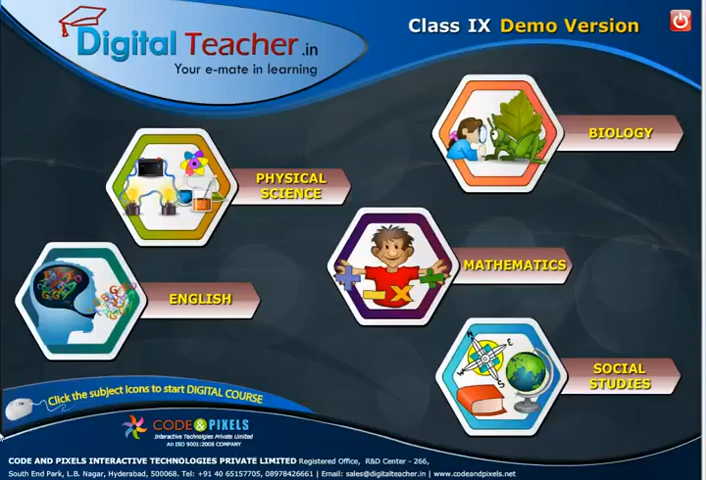 Digital Teacher.in
Your e-mate in learning
Class IX Demo Version
BIOLOGY
PHYSICAL
SCIENCE
MATHEMATICS
ENGLISH
SOCIAL
STUDIES
Click the subject icons to start DIGITAL COURSE
CODE & PIXELS
Interactive Technologies Private Limited
An ISO 9001:2008 COMPANY
CODE AND PIXELS INTERACTIVE TECHNOLOGIES PRIVATE LIMITED Registered Office, R&D Center - 266,
South End Park, L.B. Nagar, Hyderabad, 500068. Tel: +91 40 65157705, 08978426661 | Email: sales@digitalteacher.in | www.codeandpixels.net